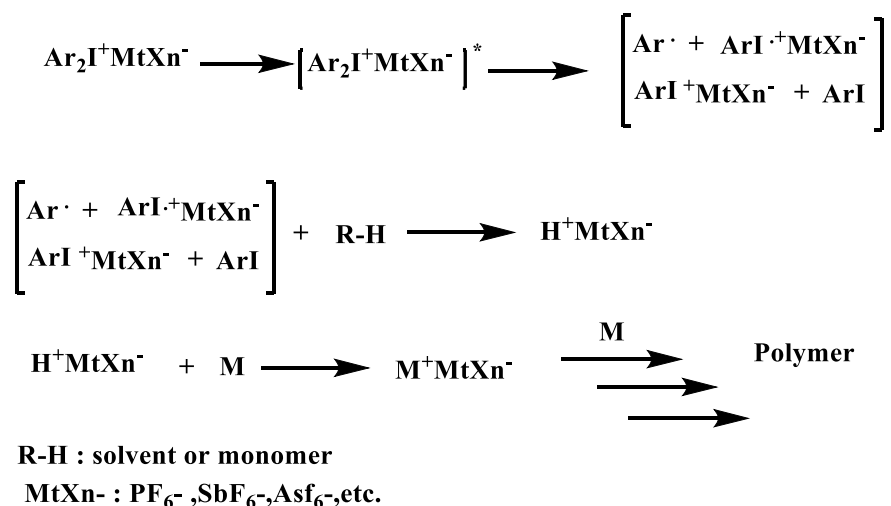 Ar₂I⁺MtXn⁻ [Ar₂I⁺MtXn⁻]* [Ar· + ArI·⁺MtXn⁻
ArI⁺MtXn⁻ + ArI]
[Ar· + ArI·⁺MtXn⁻
ArI⁺MtXn⁻ + ArI] + R-H H⁺MtXn⁻
H⁺MtXn⁻ + M M⁺MtXn⁻ M Polymer
R-H : solvent or monomer
MtXn- : PF₆- ,SbF₆-,Asf₆-,etc.